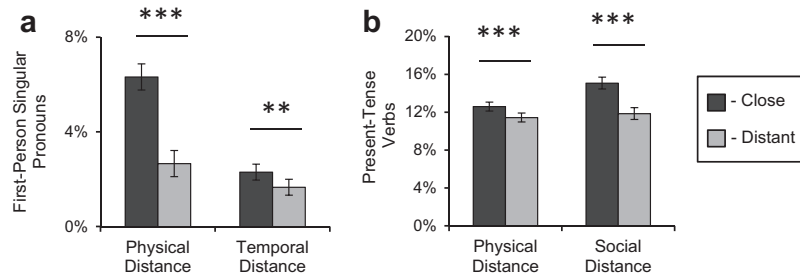 a
First-Person Singular
Pronouns
8%
4%
0%
***
**
Physical
Distance
Temporal
Distance
b
Present-Tense
Verbs
20%
16%
12%
8%
4%
0%
***
***
Physical
Distance
Social
Distance
- Close
- Distant